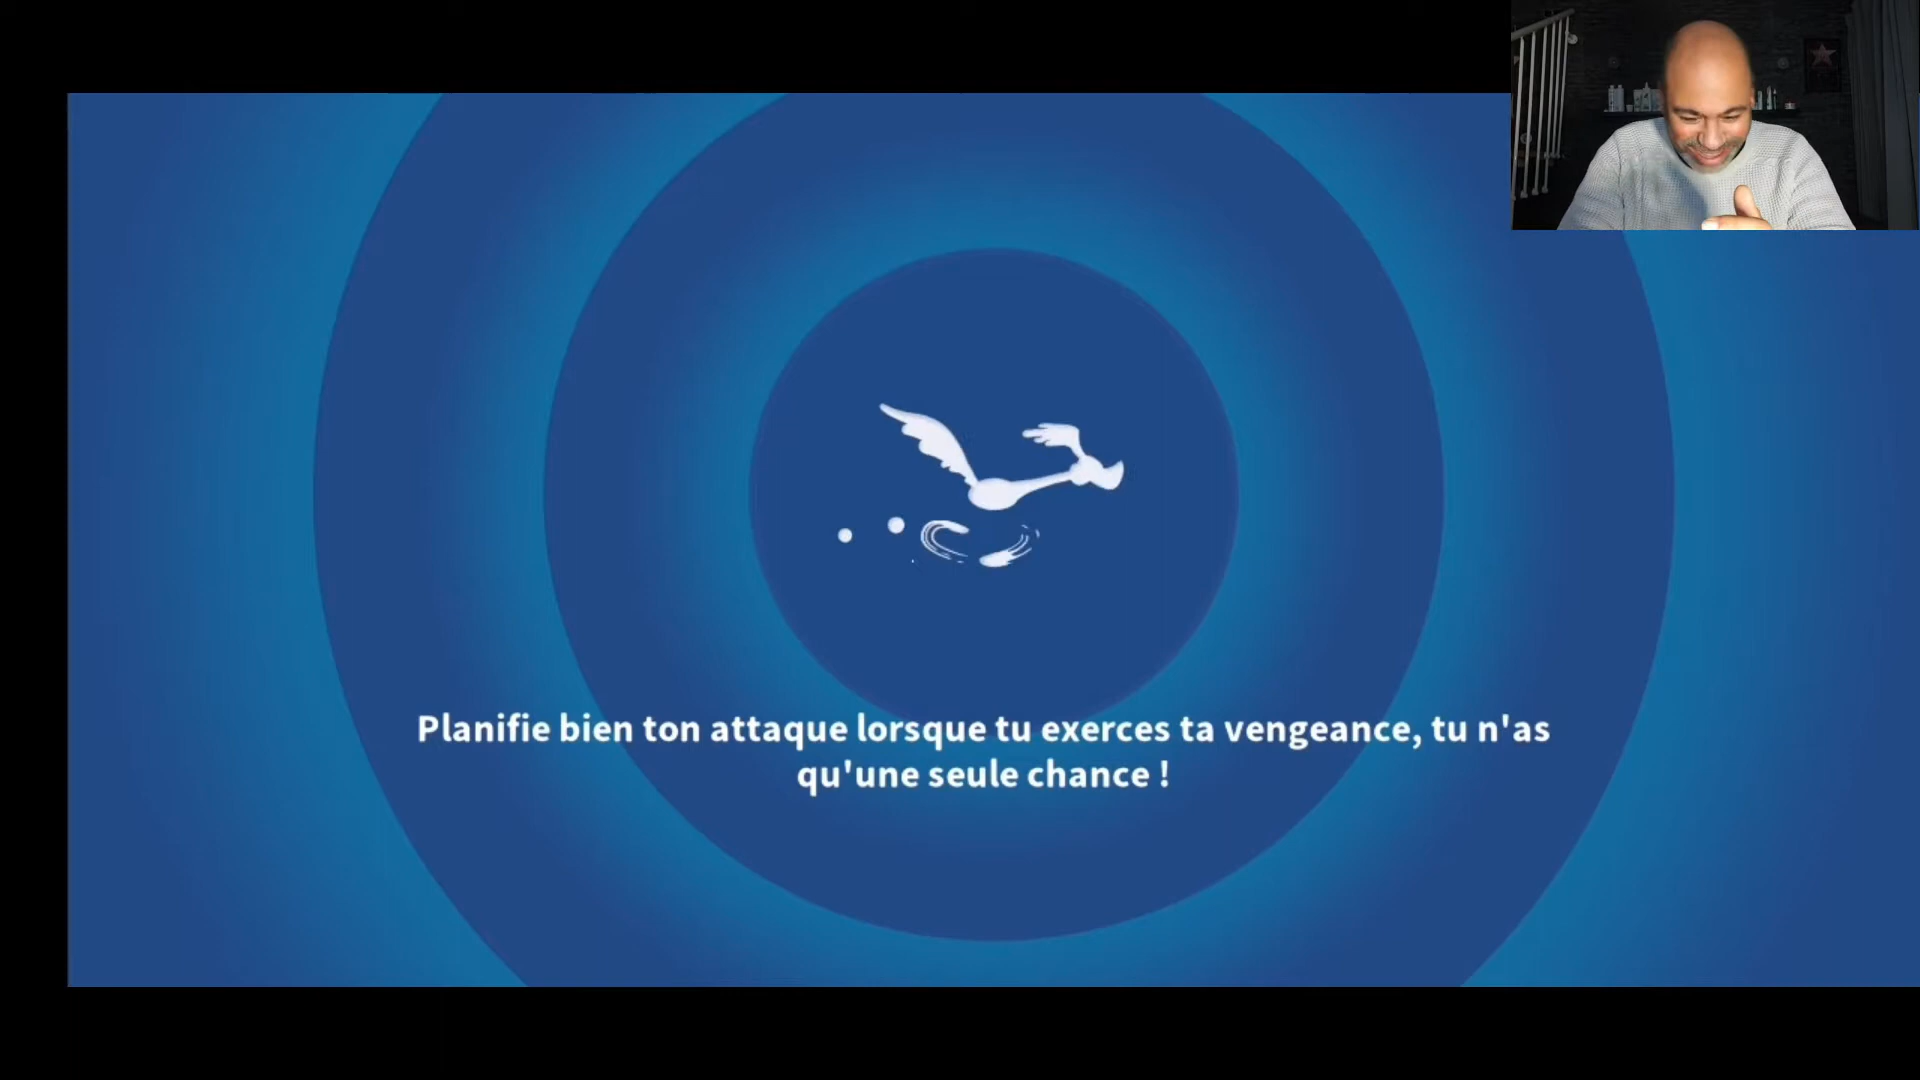 Planifie bien ton attaque lorsque tu exerces ta vengeance, tu n'as
qu'une seule chance !